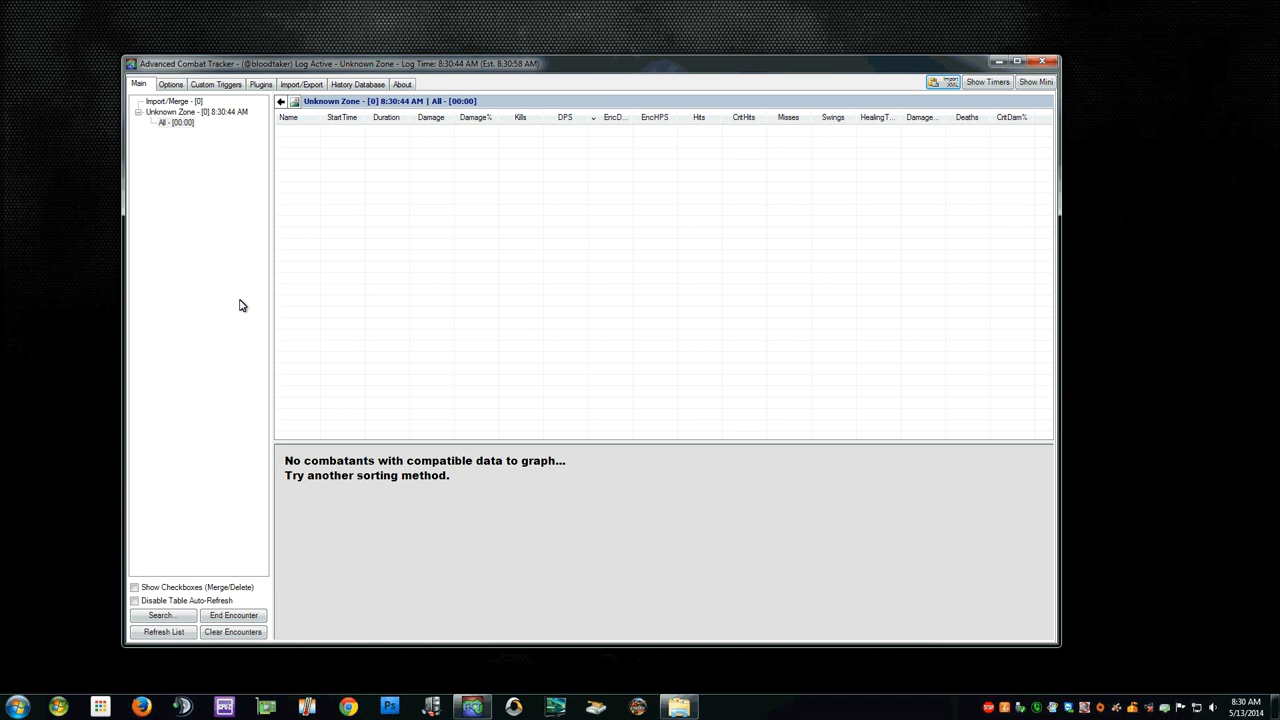 Advanced Combat Tracker - (@bloodtaker) Log Active - Unknown Zone - Log Time: 8:30:44 AM (Est. 8:30:58 AM)
Main Options Custom Triggers Plugins Import/Export History Database About Import XML Show Timers Show Mini
Import/Merge - [0]
Unknown Zone - [0] 8:30:44 AM
All - [00:00]
Unknown Zone - [0] 8:30:44 AM | All - [00:00]
Name StartTime Duration Damage Damage% Kills DPS EncD... EncHPS Hits CritHits Misses Swings HealingT... Damage... Deaths CritDam%
No combatants with compatible data to graph...
Try another sorting method.
Show Checkboxes (Merge/Delete)
Disable Table Auto-Refresh
Search... End Encounter
Refresh List Clear Encounters
Ps
8:30 AM
5/13/2014